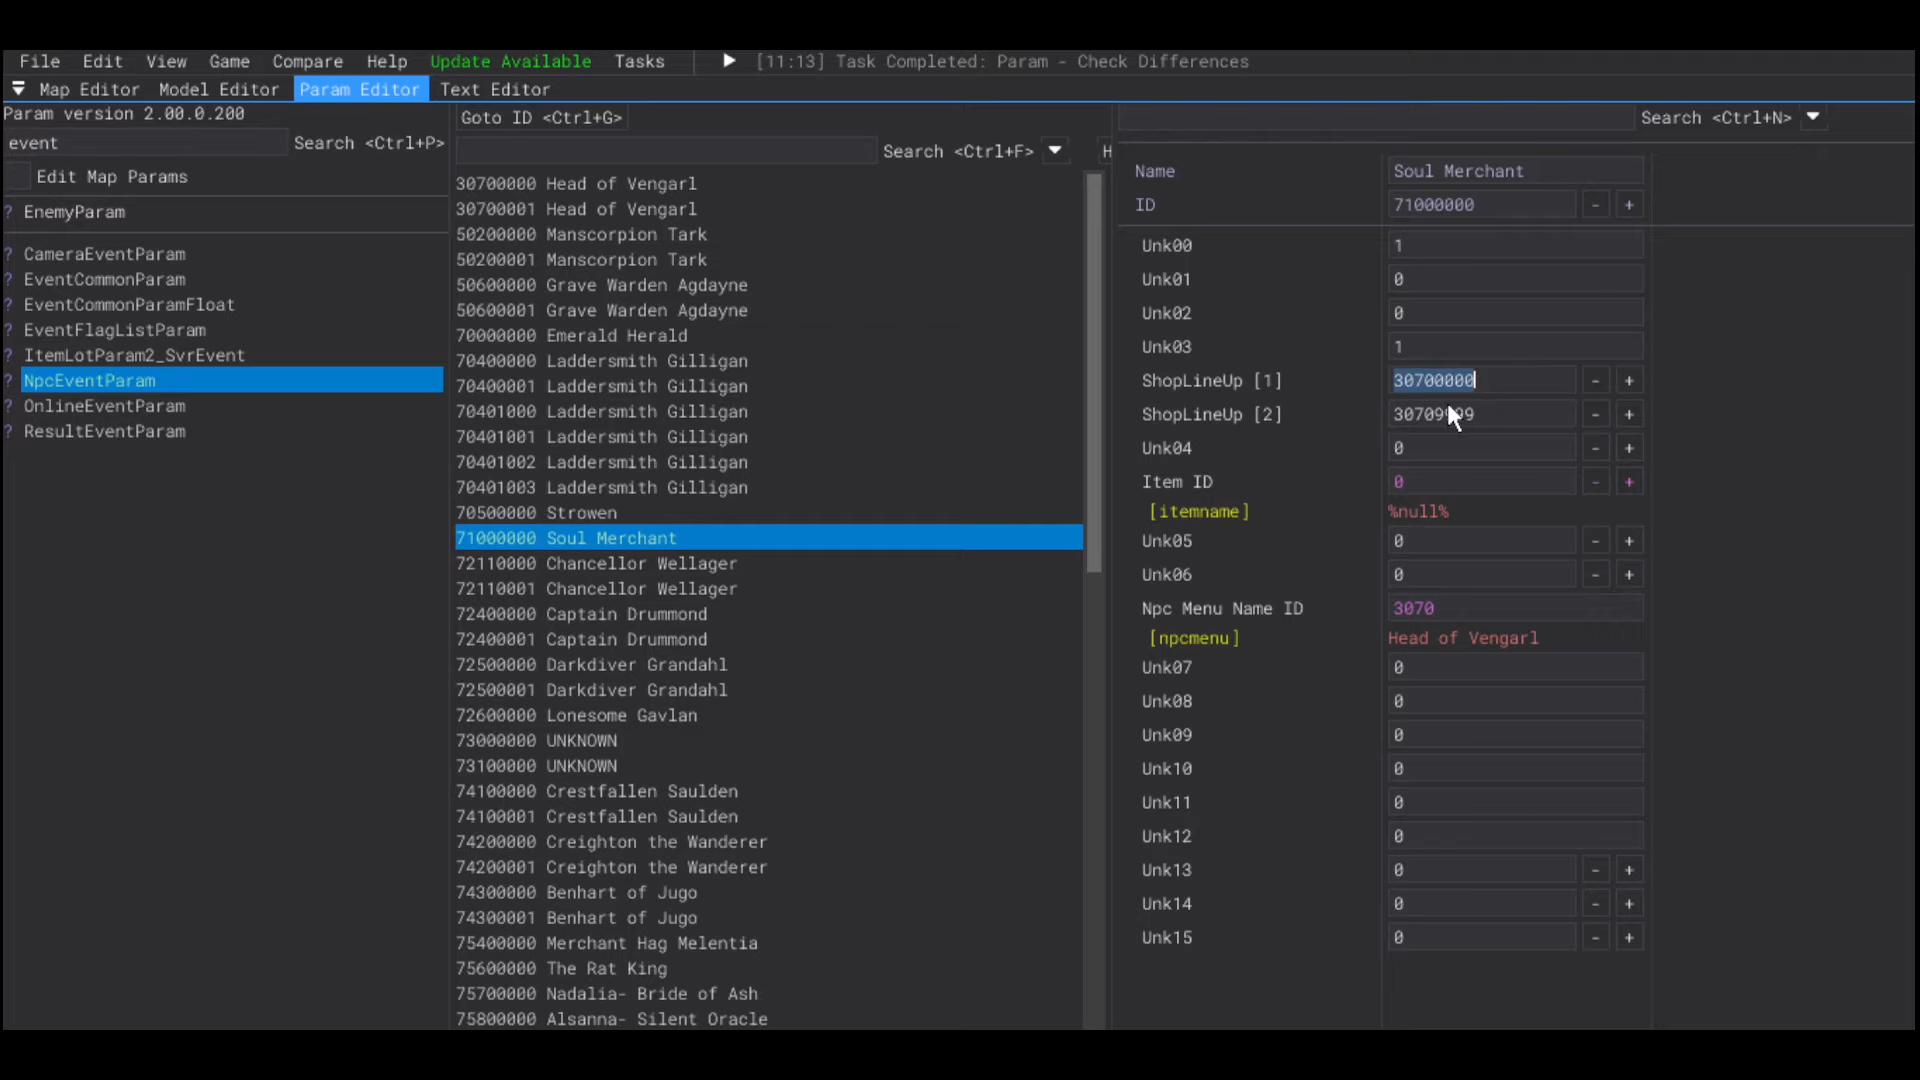 File Edit View Game Compare Help Update Available Tasks [11:13] Task Completed: Param - Check Differences
Map Editor Model Editor Param Editor Text Editor
Param version 2.00.0.200
event Search <Ctrl+P>
Edit Map Params
? EnemyParam
? CameraEventParam
? EventCommonParam
? EventCommonParamFloat
? EventFlagListParam
? ItemLotParam2_SvrEvent
? NpcEventParam
? OnlineEventParam
? ResultEventParam
Goto ID <Ctrl+G>
Search <Ctrl+F> H
30700000 Head of Vengarl
30700001 Head of Vengarl
50200000 Manscorpion Tark
50200001 Manscorpion Tark
50600000 Grave Warden Agdayne
50600001 Grave Warden Agdayne
70000000 Emerald Herald
70400000 Laddersmith Gilligan
70400001 Laddersmith Gilligan
70401000 Laddersmith Gilligan
70401001 Laddersmith Gilligan
70401002 Laddersmith Gilligan
70401003 Laddersmith Gilligan
70500000 Strowen
71000000 Soul Merchant
72110000 Chancellor Wellager
72110001 Chancellor Wellager
72400000 Captain Drummond
72400001 Captain Drummond
72500000 Darkdiver Grandahl
72500001 Darkdiver Grandahl
72600000 Lonesome Gavlan
73000000 UNKNOWN
73100000 UNKNOWN
74100000 Crestfallen Saulden
74100001 Crestfallen Saulden
74200000 Creighton the Wanderer
74200001 Creighton the Wanderer
74300000 Benhart of Jugo
74300001 Benhart of Jugo
75400000 Merchant Hag Melentia
75600000 The Rat King
75700000 Nadalia- Bride of Ash
75800000 Alsanna- Silent Oracle
Search <Ctrl+N>
Name Soul Merchant
ID 71000000 - +
Unk00 1
Unk01 0
Unk02 0
Unk03 1
ShopLineUp [1] 30700000 - +
ShopLineUp [2] 30709999 - +
Unk04 0 - +
Item ID 0 - +
[itemname] %null%
Unk05 0 - +
Unk06 0 - +
Npc Menu Name ID 3070
[npcmenu] Head of Vengarl
Unk07 0
Unk08 0
Unk09 0
Unk10 0
Unk11 0
Unk12 0
Unk13 0 - +
Unk14 0 - +
Unk15 0 - +